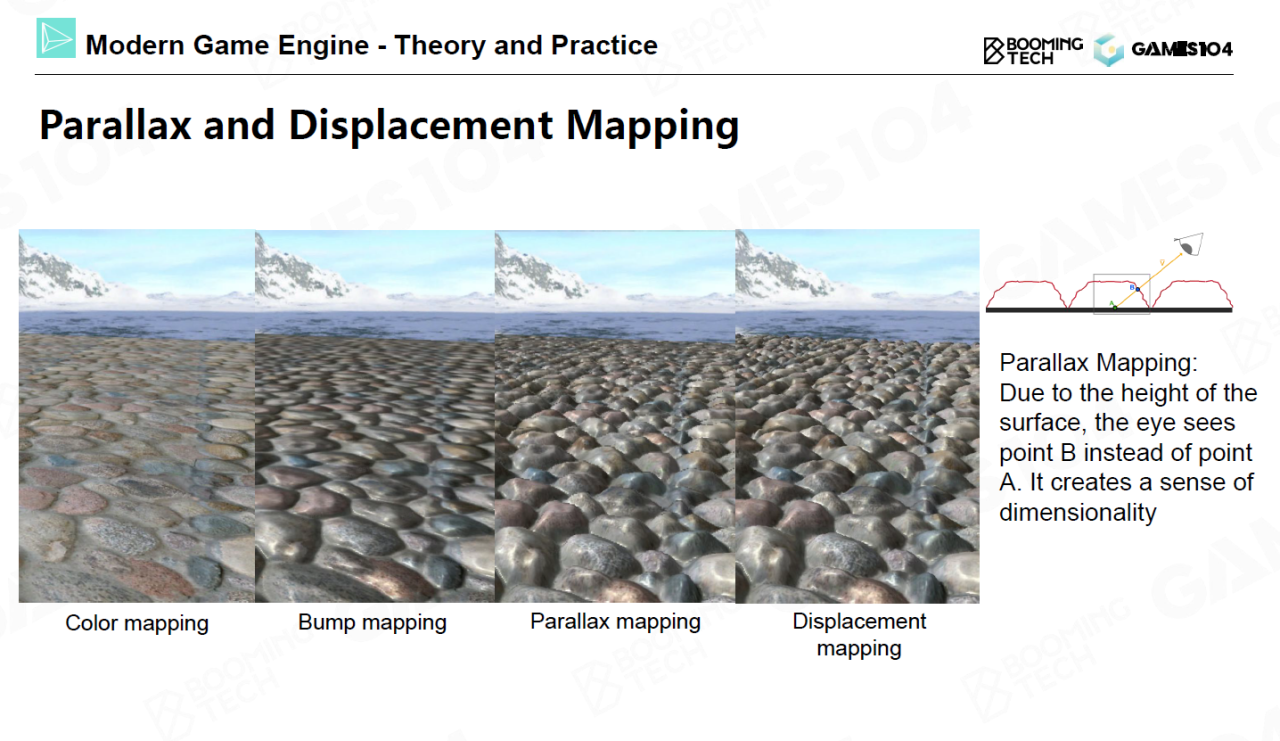 Modern Game Engine - Theory and Practice
BOOMING
TECH
GAMES104
Parallax and Displacement Mapping
A
B
Parallax Mapping:
Due to the height of the
surface, the eye sees
point B instead of point
A. It creates a sense of
dimensionality
Color mapping
Bump mapping
Parallax mapping
Displacement
mapping